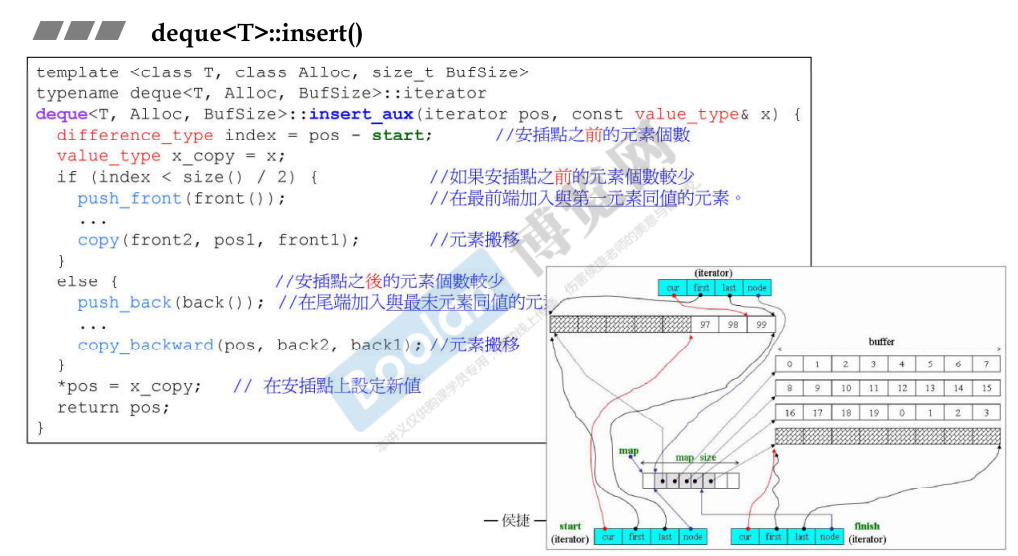 deque<T>::insert()
template <class T, class Alloc, size_t BufSize>
typename deque<T, Alloc, BufSize>::iterator
deque<T, Alloc, BufSize>::insert_aux(iterator pos, const value_type& x) {
difference_type index = pos - start; //安插點之前的元素個數
value_type x_copy = x;
if (index < size() / 2) { //如果安插點之前的元素個數較少
push_front(front()); //在最前端加入與第一元素同值的元素。
...
copy(front2, pos1, front1); //元素搬移
}
else { //安插點之後的元素個數較少
push_back(back()); //在尾端加入與最末元素同值的元
...
copy_backward(pos, back2, back1); //元素搬移
}
*pos = x_copy; // 在安插點上設定新值
return pos;
}
Boolan 博览网
(iterator)
cur first last node
97 98 99
buffer
0 1 2 3 4 5 6 7
8 9 10 11 12 13 14 15
16 17 18 19 0 1 2 3
map
map size
start
(iterator)
cur first last node
cur first last node
finish
(iterator)
— 侯捷 —